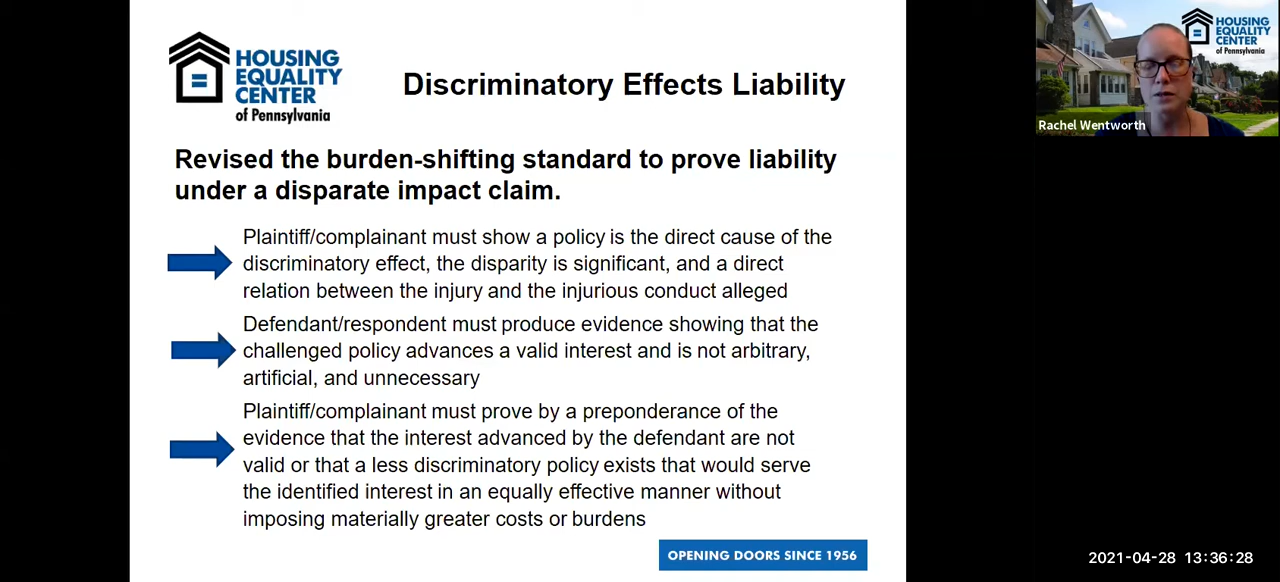 HOUSING
EQUALITY
CENTER
of Pennsylvania
Discriminatory Effects Liability
Revised the burden-shifting standard to prove liability
under a disparate impact claim.
Plaintiff/complainant must show a policy is the direct cause of the
discriminatory effect, the disparity is significant, and a direct
relation between the injury and the injurious conduct alleged
Defendant/respondent must produce evidence showing that the
challenged policy advances a valid interest and is not arbitrary,
artificial, and unnecessary
Plaintiff/complainant must prove by a preponderance of the
evidence that the interest advanced by the defendant are not
valid or that a less discriminatory policy exists that would serve
the identified interest in an equally effective manner without
imposing materially greater costs or burdens
OPENING DOORS SINCE 1956
HOUSING
EQUALITY
CENTER
of Pennsylvania
Rachel Wentworth
2021-04-28 13:36:28